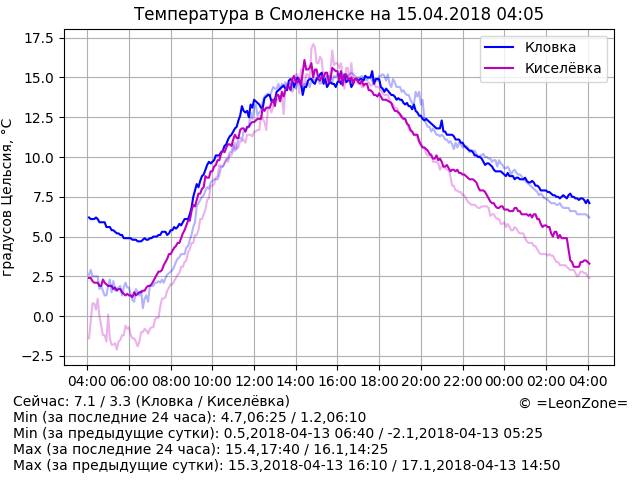 Температура в Смоленске на 15.04.2018 04:05
17.5
15.0
12.5
10.0
7.5
5.0
2.5
0.0
−2.5
градусов Цельсия, °C
Кловка
Киселёвка
04:00 06:00 08:00 10:00 12:00 14:00 16:00 18:00 20:00 22:00 00:00 02:00 04:00
Сейчас: 7.1 / 3.3 (Кловка / Киселёвка)
© =LeonZone=
Min (за последние 24 часа): 4.7,06:25 / 1.2,06:10
Min (за предыдущие сутки): 0.5,2018-04-13 06:40 / -2.1,2018-04-13 05:25
Max (за последние 24 часа): 15.4,17:40 / 16.1,14:25
Max (за предыдущие сутки): 15.3,2018-04-13 16:10 / 17.1,2018-04-13 14:50